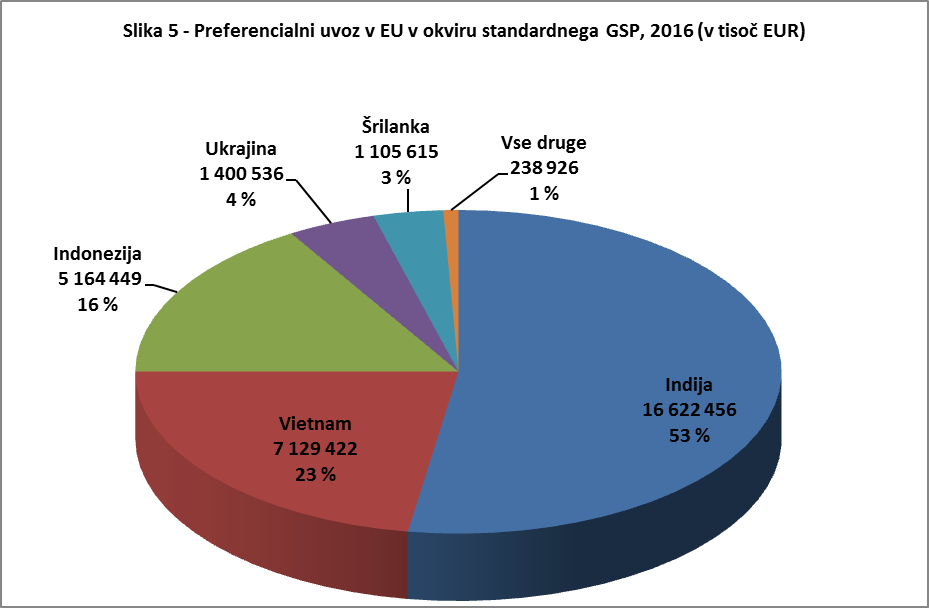 Slika 5 - Preferencialni uvoz v EU v okviru standardnega GSP, 2016 (v tisoč EUR)
Šrilanka
1 105 615
3 %
Vse druge
238 926
1 %
Ukrajina
1 400 536
4 %
Indonezija
5 164 449
16 %
Indija
16 622 456
53 %
Vietnam
7 129 422
23 %